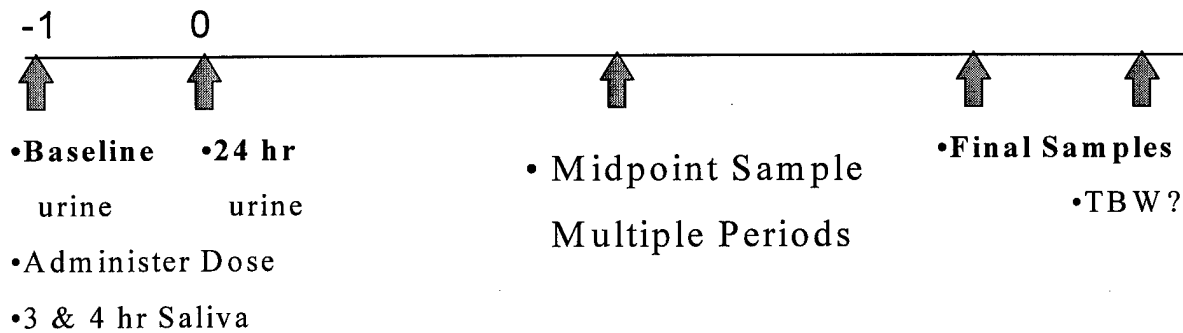 -1 0
•Baseline •24 hr • Midpoint Sample •Final Samples
urine urine Multiple Periods •TBW?
•Administer Dose
•3 & 4 hr Saliva